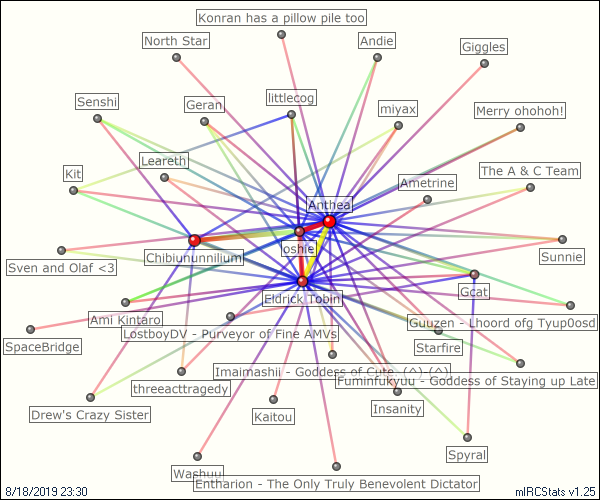 Konran has a pillow pile too
North Star
Andie
Giggles
Senshi
Geran
littlecog
miyax
Merry ohohoh!
Leareth
Kit
Ametrine
The A & C Team
Anthea
Joshie
Chibiununnilium
Sunnie
Sven and Olaf <3
Eldrick Tobin
Gcat
Ami Kintaro
LostboyDV - Purveyor of Fine AMVs
Guuzen - Lhoord ofg Tyup0osd
SpaceBridge
Starfire
Imaimashii - Goddess of Cute. (^)_(^)
Fuminfukyuu - Goddess of Staying up Late
threeacttragedy
Drew's Crazy Sister
Kaitou
Insanity
Spyral
Washuu
Entharion - The Only Truly Benevolent Dictator
8/18/2019 23:30
mIRCStats v1.25